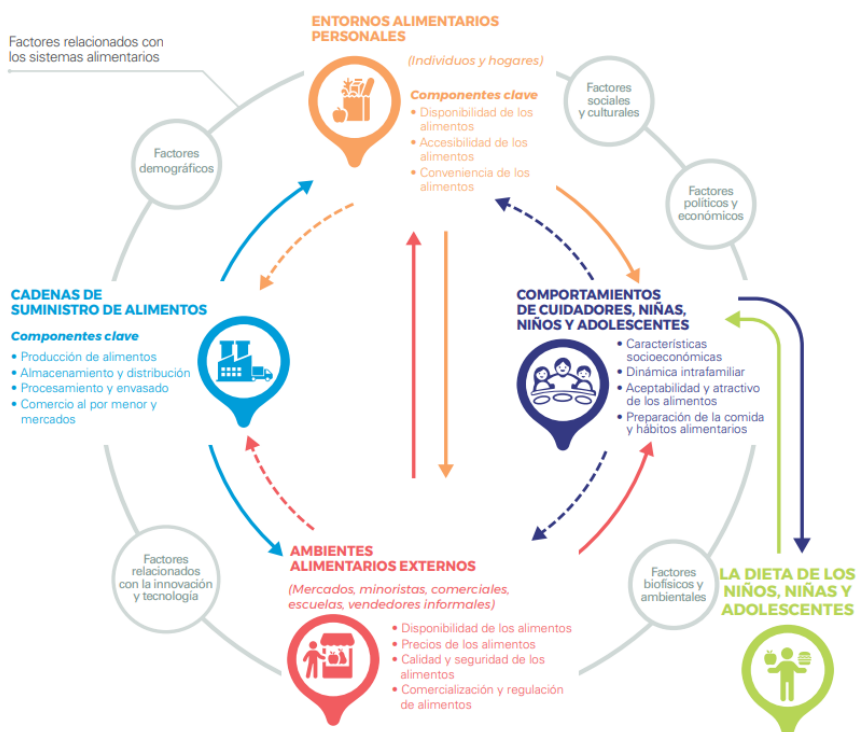 Factores relacionados con
los sistemas alimentarios
ENTORNOS ALIMENTARIOS
PERSONALES
(Individuos y hogares)
Componentes clave
• Disponibilidad de los
alimentos
• Accesibilidad de los
alimentos
• Conveniencia de los
alimentos
Factores
sociales
y culturales
Factores
demográficos
Factores
políticos y
económicos
CADENAS DE
SUMINISTRO DE ALIMENTOS
Componentes clave
• Producción de alimentos
• Almacenamiento y distribución
• Procesamiento y envasado
• Comercio al por menor y
mercados
COMPORTAMIENTOS
DE CUIDADORES, NIÑAS,
NIÑOS Y ADOLESCENTES
• Características
socioeconómicas
• Dinámica intrafamiliar
• Aceptabilidad y atractivo
de los alimentos
• Preparación de la comida
y hábitos alimentarios
Factores
relacionados
con la innovación
y tecnología
AMBIENTES
ALIMENTARIOS EXTERNOS
(Mercados, minoristas, comerciales,
escuelas, vendedores informales)
• Disponibilidad de los alimentos
• Precios de los alimentos
• Calidad y seguridad de los
alimentos
• Comercialización y regulación
de alimentos
Factores
biofísicos y
ambientales
LA DIETA DE LOS
NIÑOS, NIÑAS Y
ADOLESCENTES